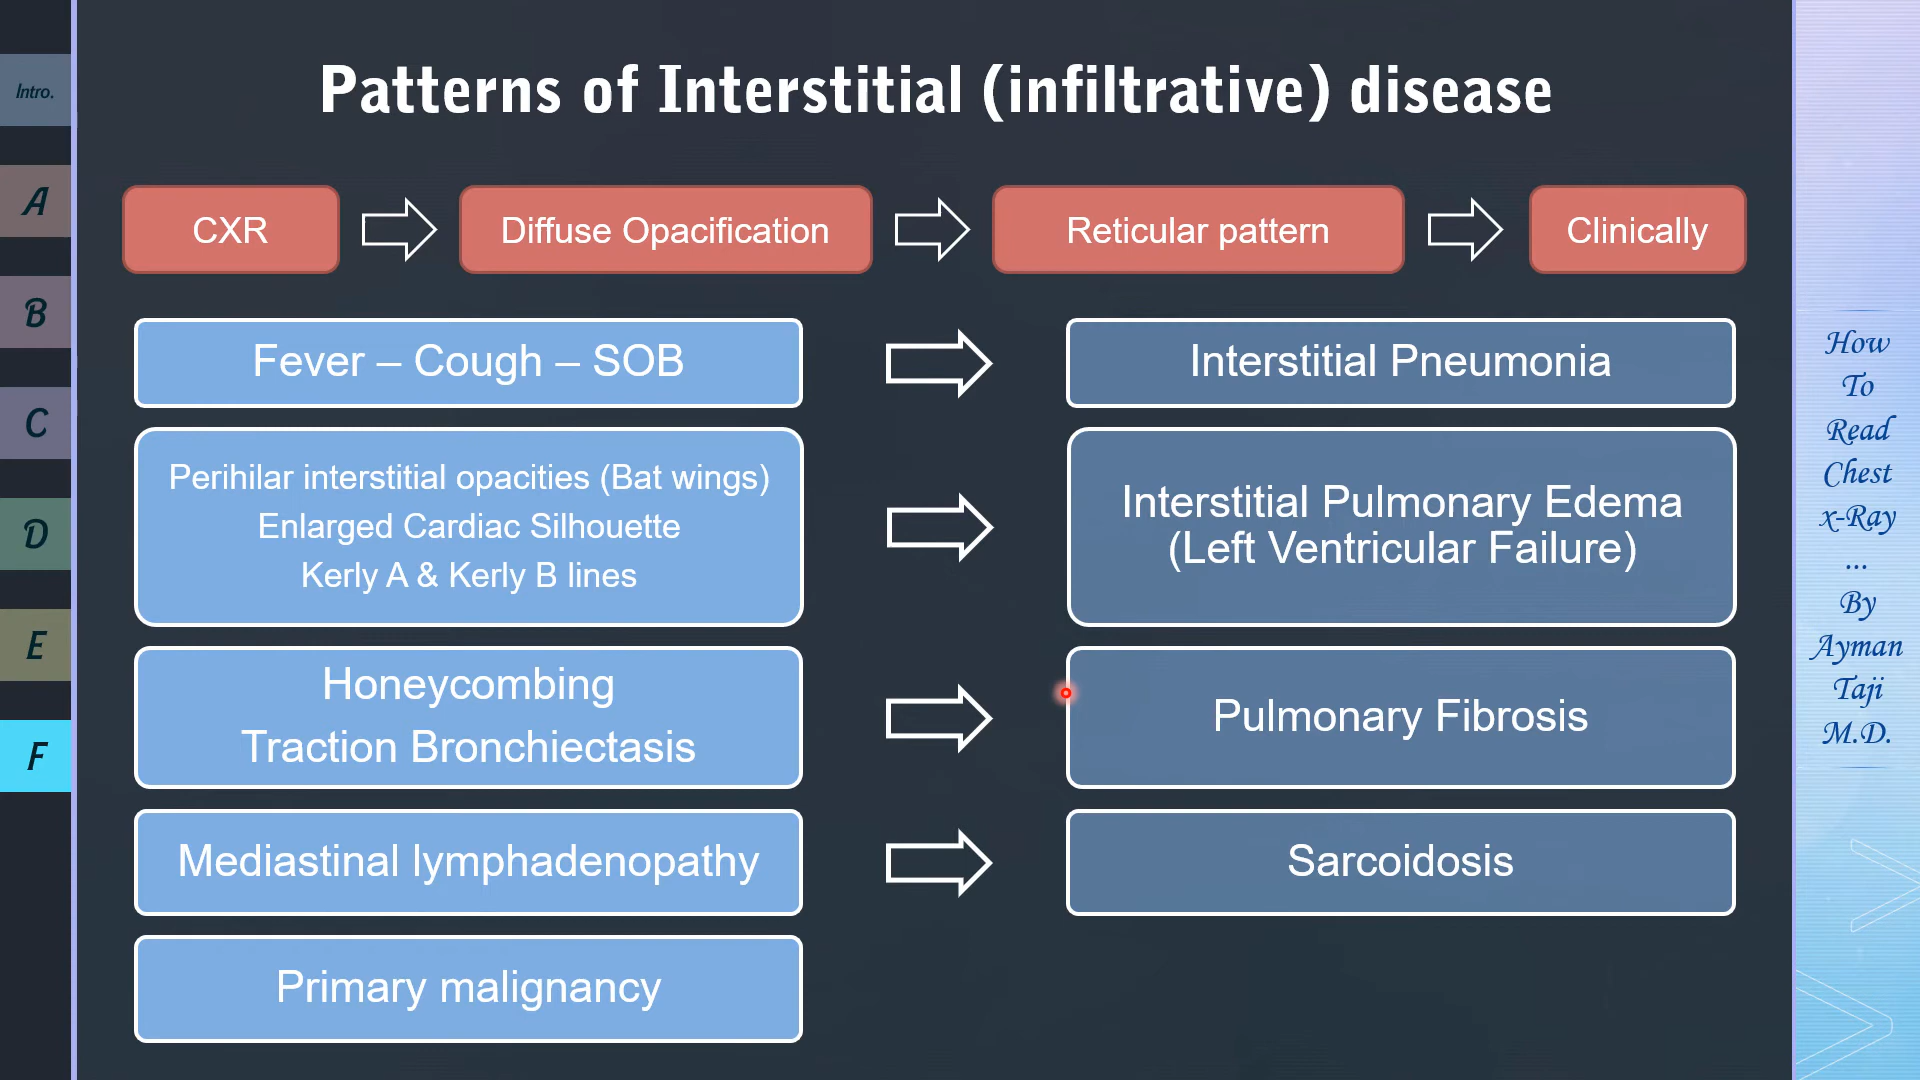 Patterns of Interstitial (infiltrative) disease
Intro.
A
B
C
D
E
F
CXR
Diffuse Opacification
Reticular pattern
Clinically
Fever – Cough – SOB
Interstitial Pneumonia
Perihilar interstitial opacities (Bat wings)
Enlarged Cardiac Silhouette
Kerly A & Kerly B lines
Interstitial Pulmonary Edema
(Left Ventricular Failure)
Honeycombing
Traction Bronchiectasis
Pulmonary Fibrosis
Mediastinal lymphadenopathy
Sarcoidosis
Primary malignancy
How
To
Read
Chest
x-Ray
...
By
Ayman
Taji
M.D.